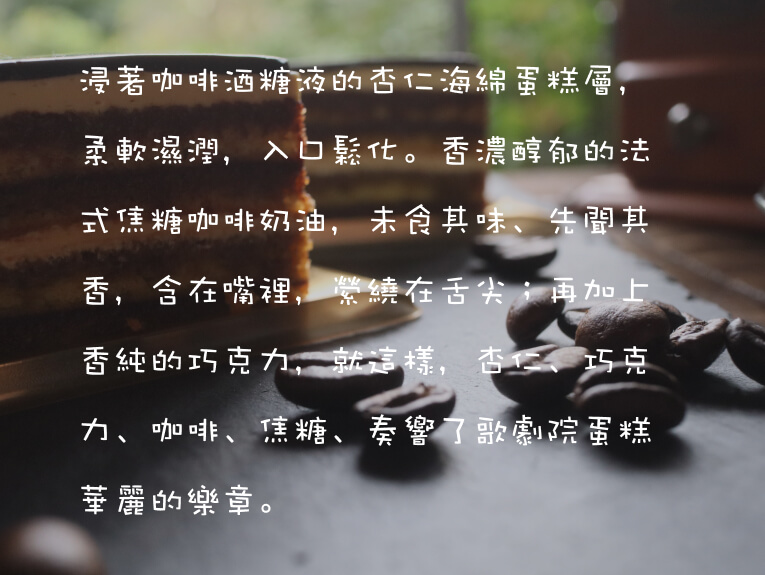 浸著咖啡酒糖液的杏仁海綿蛋糕層，
柔軟濕潤，入口鬆化。香濃醇郁的法
式焦糖咖啡奶油，未食其味、先聞其
香，含在嘴裡，縈繞在舌尖；再加上
香純的巧克力，就這樣，杏仁、巧克
力、咖啡、焦糖、奏響了歌劇院蛋糕
華麗的樂章。